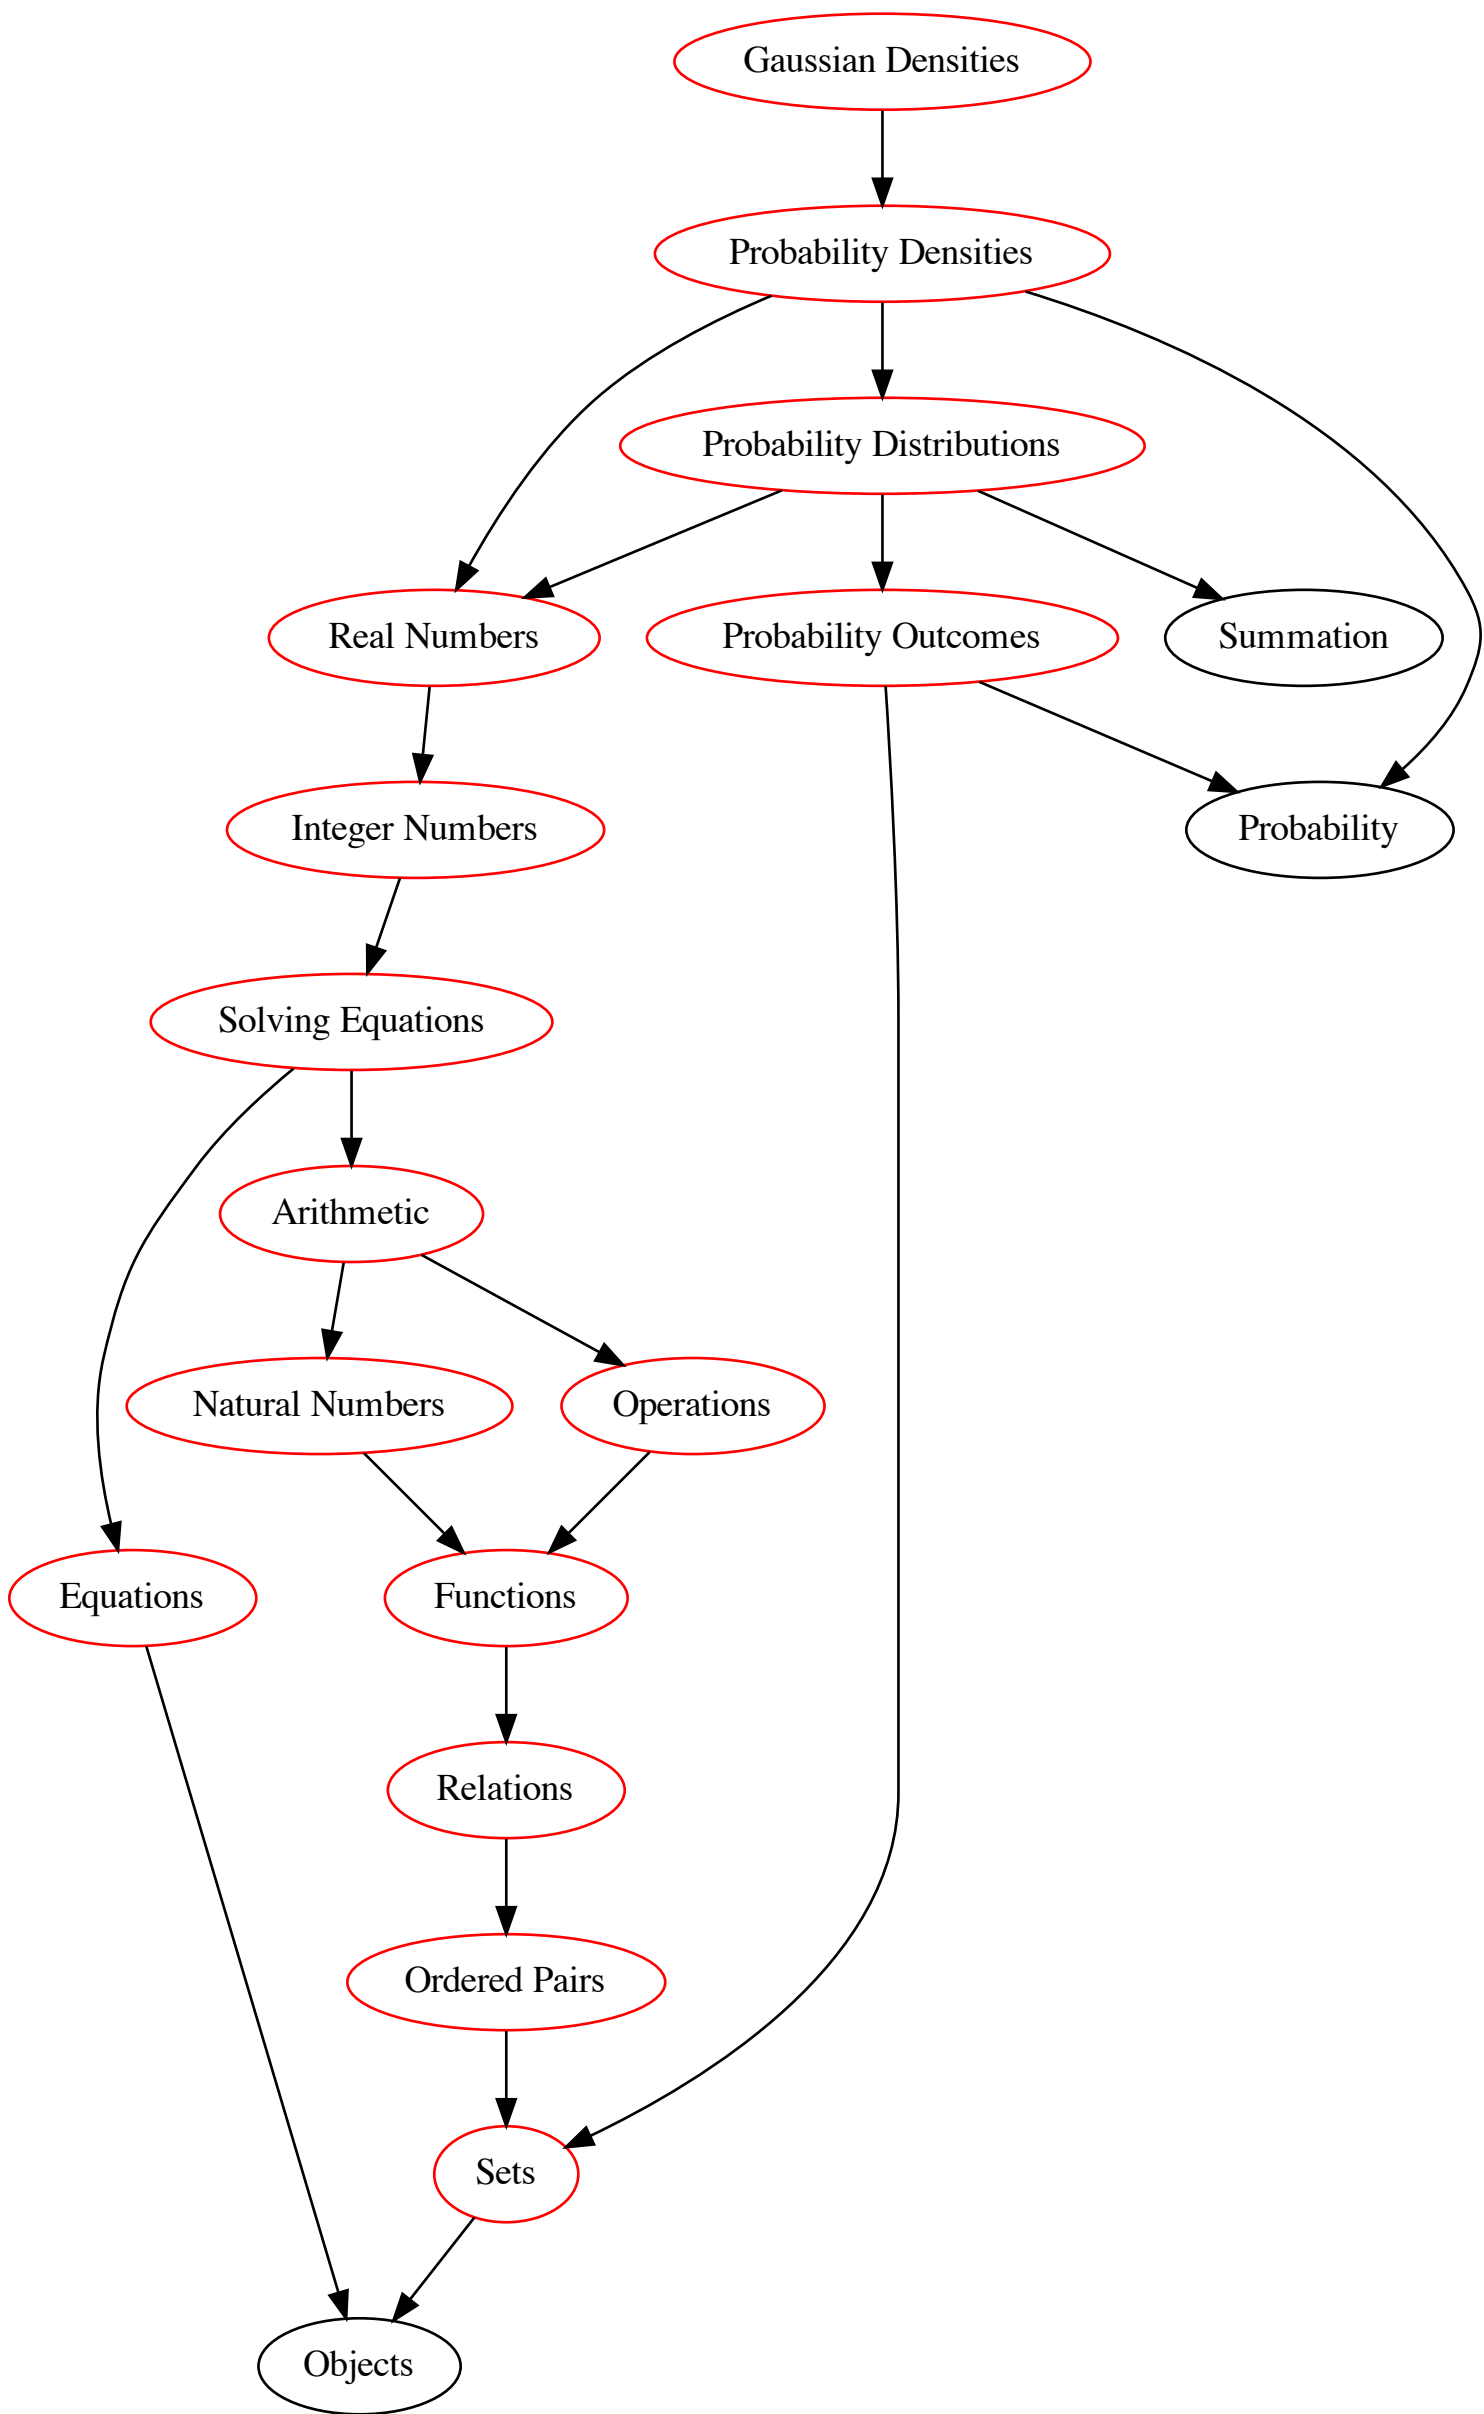 Gaussian Densities
Probability Densities
Probability Distributions
Real Numbers
Probability Outcomes
Summation
Integer Numbers
Probability
Solving Equations
Arithmetic
Natural Numbers
Operations
Equations
Functions
Relations
Ordered Pairs
Sets
Objects